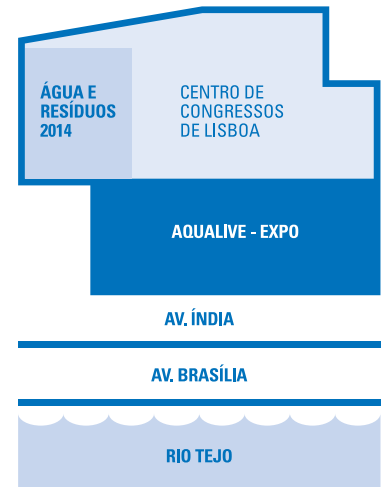 ÁGUA E
RESÍDUOS
2014
CENTRO DE
CONGRESSOS
DE LISBOA
AQUALIVE - EXPO
AV. ÍNDIA
AV. BRASÍLIA
RIO TEJO